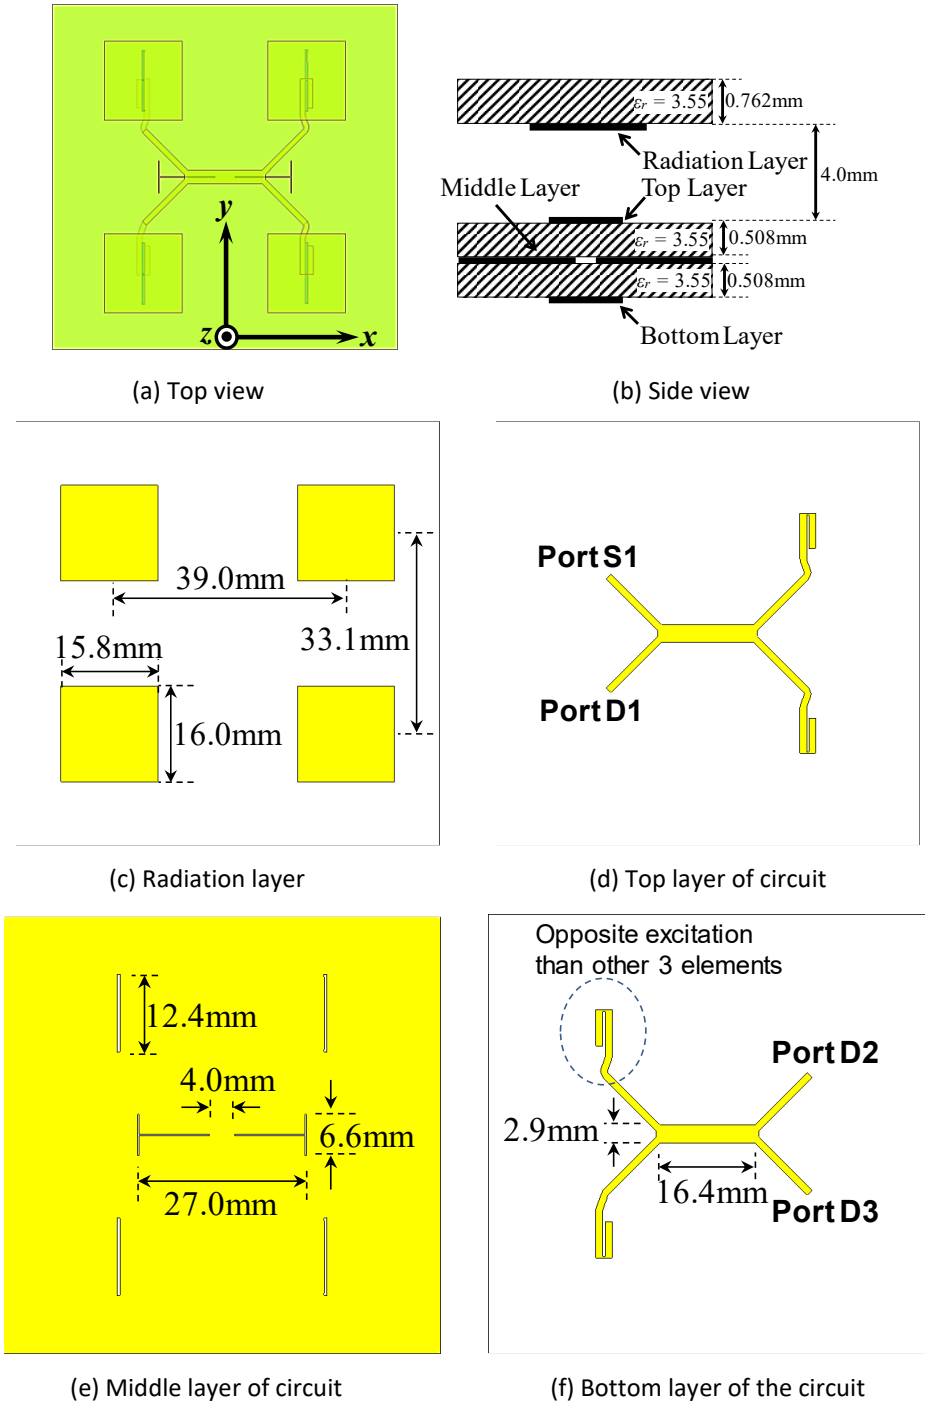 y
z
x
(a) Top view
εr = 3.55
0.762mm
Radiation Layer
4.0mm
Middle Layer
Top Layer
εr = 3.55
0.508mm
εr = 3.55
0.508mm
Bottom Layer
(b) Side view
39.0mm
33.1mm
15.8mm
16.0mm
(c) Radiation layer
Port S1
Port D1
(d) Top layer of circuit
12.4mm
4.0mm
6.6mm
27.0mm
(e) Middle layer of circuit
Opposite excitation
than other 3 elements
Port D2
2.9mm
16.4mm
Port D3
(f) Bottom layer of the circuit